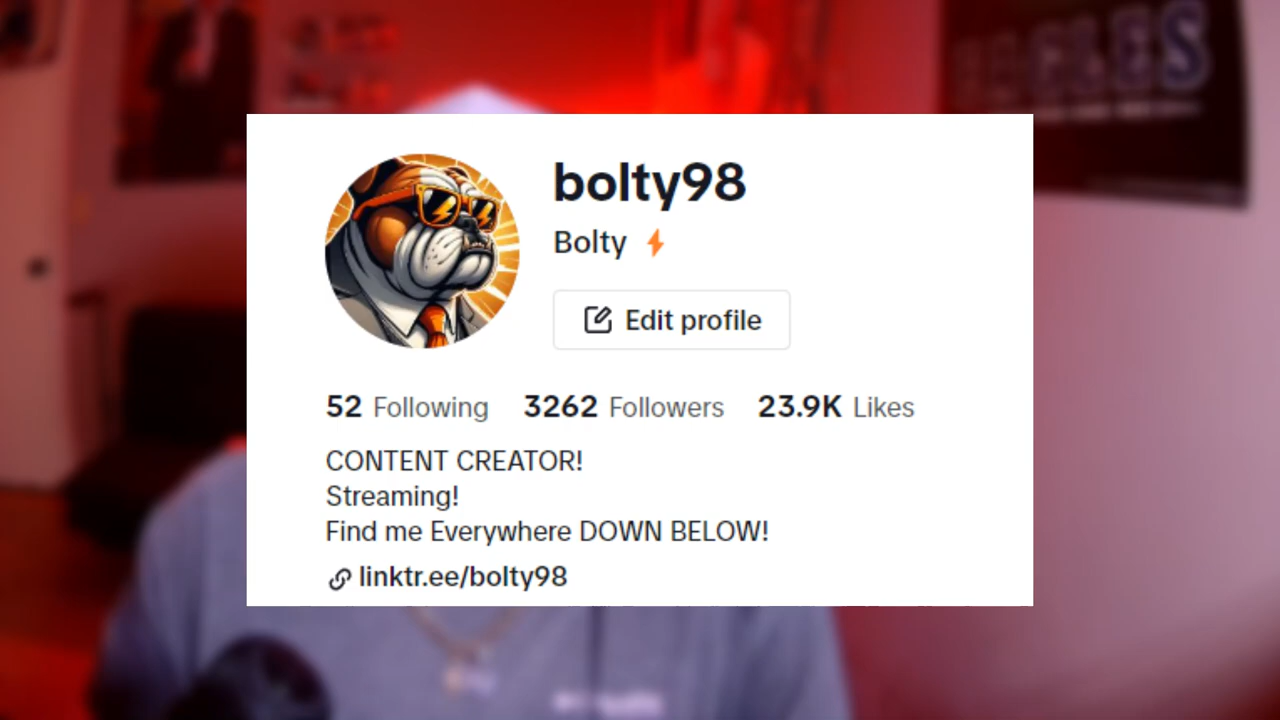 EAGLES
bolty98
Bolty
Edit profile
52 Following 3262 Followers 23.9K Likes
CONTENT CREATOR!
Streaming!
Find me Everywhere DOWN BELOW!
linktr.ee/bolty98